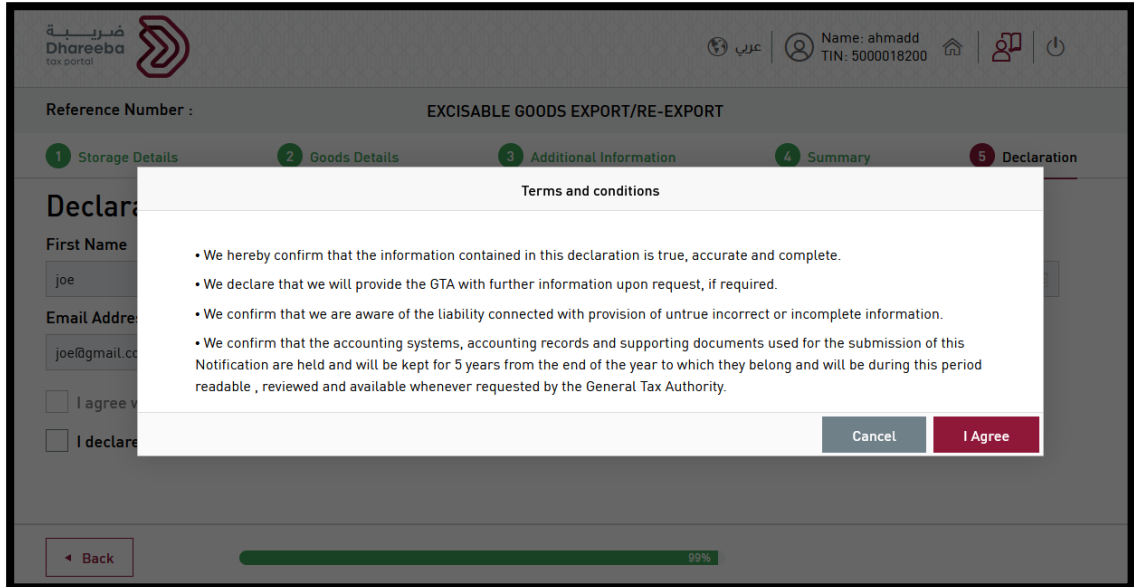 ضريبة
Dhareeba
tax portal
عربي
Name: ahmadd
TIN: 5000018200
Reference Number :
EXCISABLE GOODS EXPORT/RE-EXPORT
1 Storage Details
2 Goods Details
3 Additional Information
4 Summary
5 Declaration
Declara
Terms and conditions
First Name
joe
Email Addre
joe@gmail.co
• We hereby confirm that the information contained in this declaration is true, accurate and complete.
• We declare that we will provide the GTA with further information upon request, if required.
• We confirm that we are aware of the liability connected with provision of untrue incorrect or incomplete information.
• We confirm that the accounting systems, accounting records and supporting documents used for the submission of this
Notification are held and will be kept for 5 years from the end of the year to which they belong and will be during this period
readable , reviewed and available whenever requested by the General Tax Authority.
I agree w
I declare
Cancel
I Agree
Back
99%